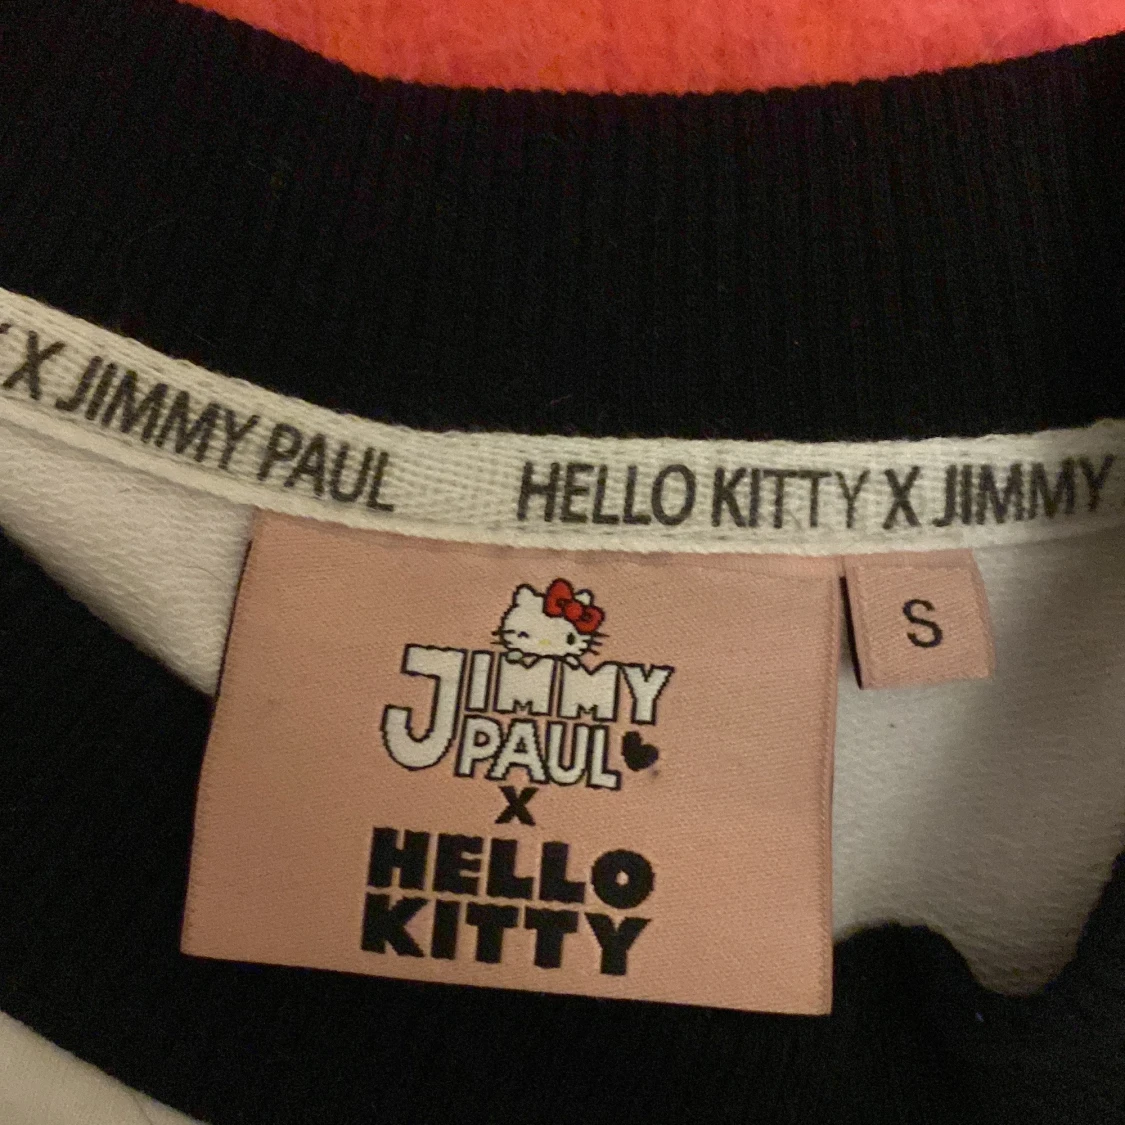 X JIMMY PAUL HELLO KITTY X JIMMY
S
JIMMY
PAUL
X
HELLO
KITTY